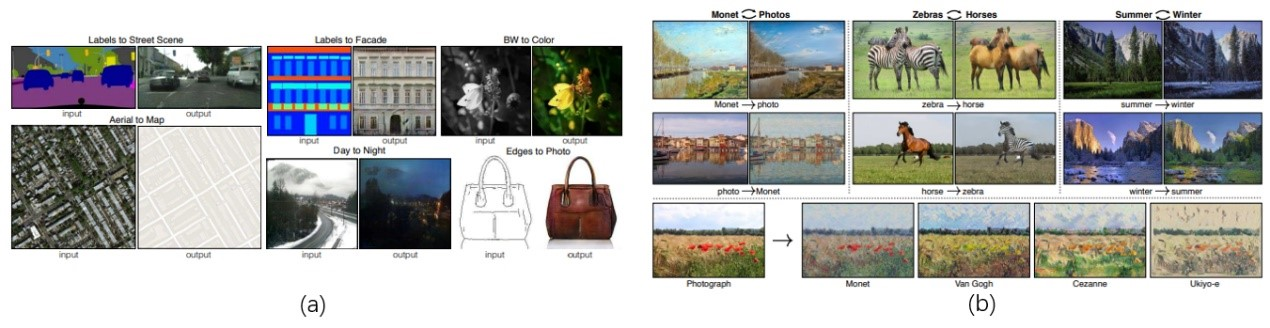 Labels to Street Scene
input
output
Aerial to Map
input
output
Labels to Facade
input
output
BW to Color
input
output
Day to Night
input
output
Edges to Photo
input
output
(a)
Monet Photos
Monet → photo
photo → Monet
Zebras Horses
zebra → horse
horse → zebra
Summer Winter
summer → winter
winter → summer
Photograph
Monet
Van Gogh
Cezanne
Ukiyo-e
(b)